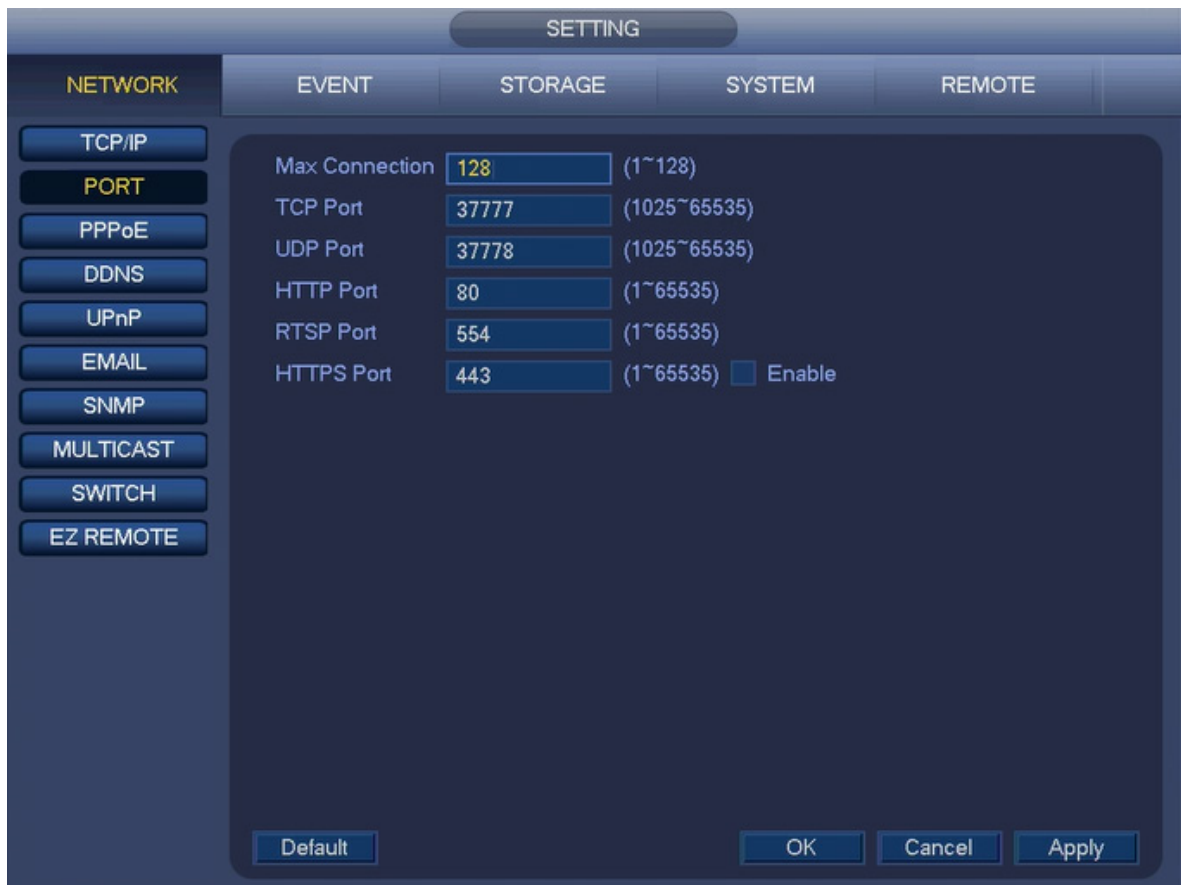 SETTING
NETWORK EVENT STORAGE SYSTEM REMOTE
TCP/IP
PORT
PPPoE
DDNS
UPnP
EMAIL
SNMP
MULTICAST
SWITCH
EZ REMOTE
Max Connection 128 (1~128)
TCP Port 37777 (1025~65535)
UDP Port 37778 (1025~65535)
HTTP Port 80 (1~65535)
RTSP Port 554 (1~65535)
HTTPS Port 443 (1~65535) Enable
Default OK Cancel Apply